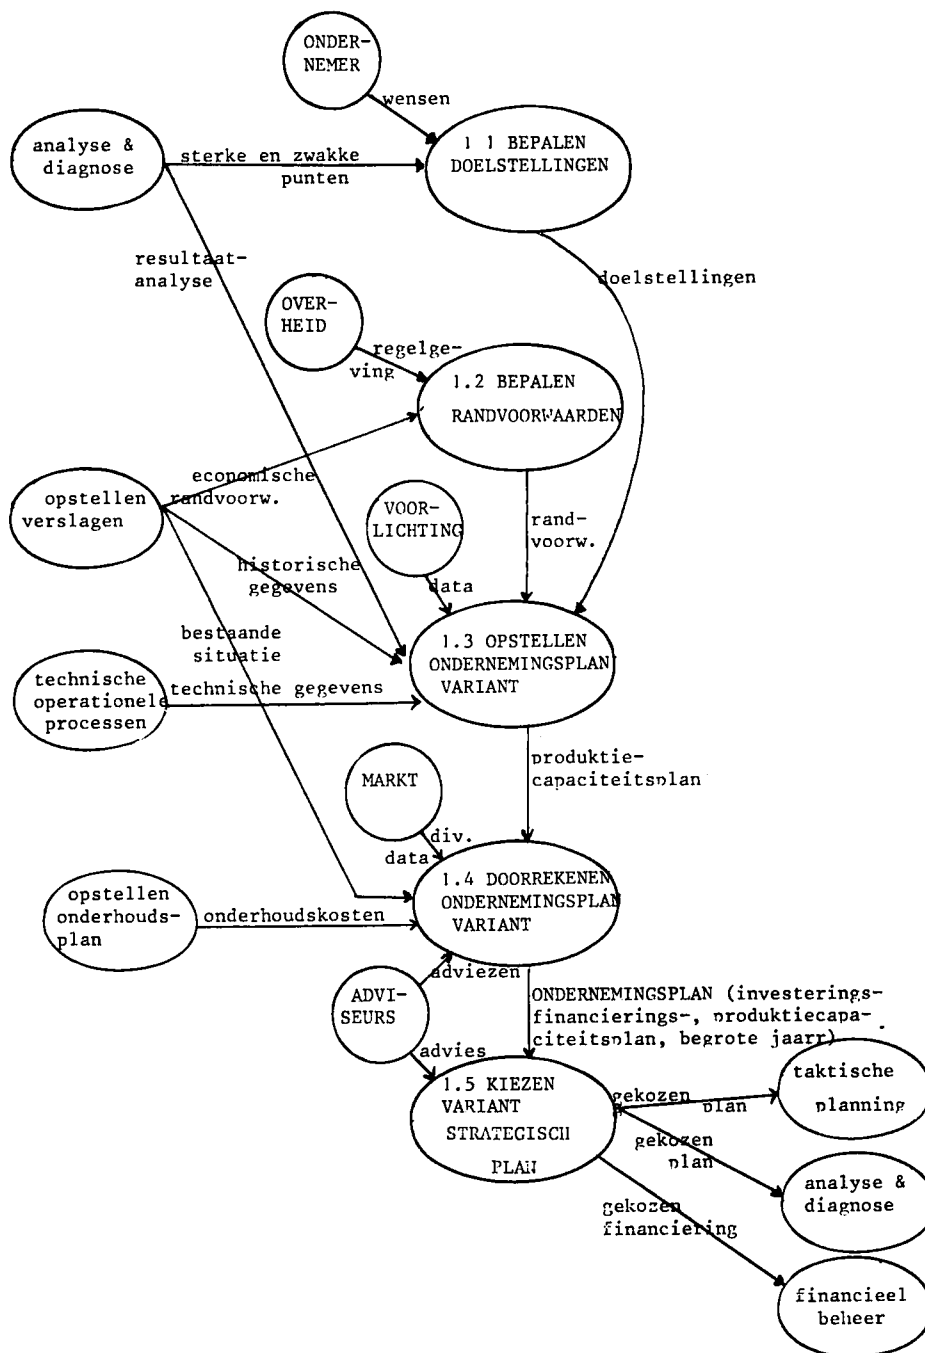 ONDER-
NEMER
wensen
analyse &
diagnose
sterke en zwakke
punten
1 1 BEPALEN
DOELSTELLINGEN
resultaat-
analyse
doelstellingen
OVER-
HEID
regelge-
ving
1.2 BEPALEN
RANDVOORWAARDEN
economische
randvoorw.
opstellen
verslagen
VOOR-
LICHTING
rand-
voorw.
historische
gegevens
data
bestaande
situatie
1.3 OPSTELLEN
ONDERNEMINGSPLAN
VARIANT
technische
operationele
processen
technische gegevens
produktie-
capaciteitsplan
MARKT
div.
data
1.4 DOORREKENEN
ONDERNEMINGSPLAN
VARIANT
opstellen
onderhouds-
plan
onderhoudskosten
adviezen
ADVI-
SEURS
ONDERNEMINGSPLAN (investerings-
financierings-, produktiecapa-
citeitsplan, begrote jaarr)
advies
1.5 KIEZEN
VARIANT
STRATEGISCH
PLAN
gekozen
plan
taktische
planning
gekozen
plan
analyse &
diagnose
gekozen
financiering
financieel
beheer